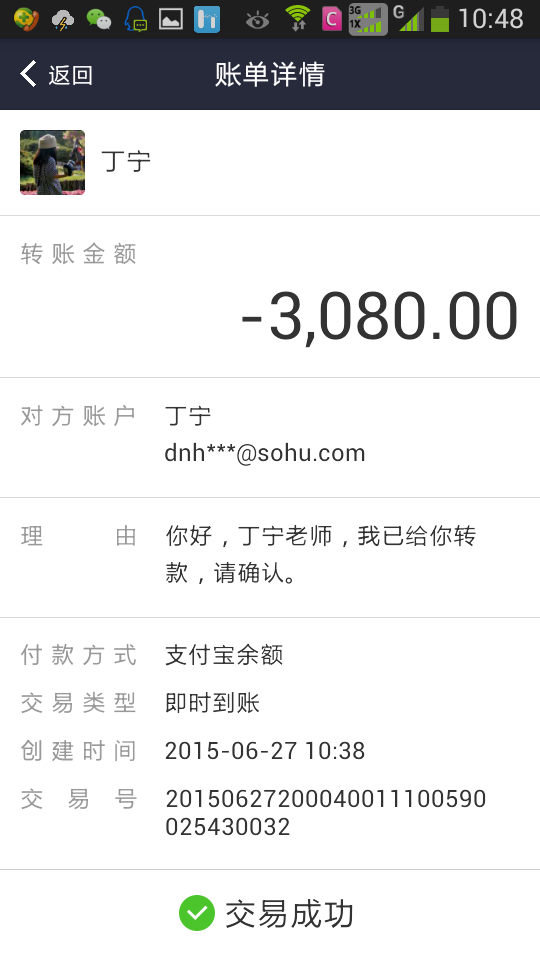 3G
1X
G
10:48
返回
账单详情
丁宁
转账金额
-3,080.00
对方账户
丁宁
dnh***@sohu.com
理由
你好，丁宁老师，我已给你转
款，请确认。
付款方式
支付宝余额
交易类型
即时到账
创建时间
2015-06-27 10:38
交易号
20150627200040011100590
025430032
交易成功